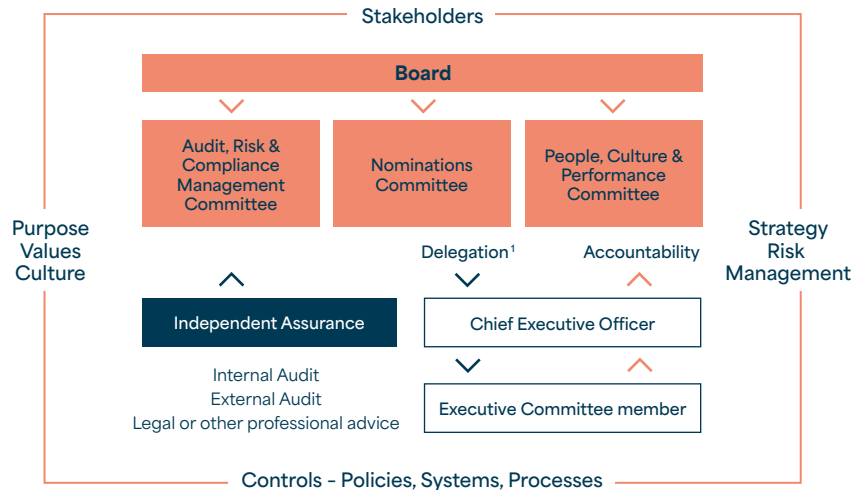 Stakeholders
Board
Audit, Risk &
Compliance
Management
Committee
Nominations
Committee
People, Culture &
Performance
Committee
Purpose
Values
Culture
Strategy
Risk
Management
Delegation¹
Accountability
Independent Assurance
Chief Executive Officer
Internal Audit
External Audit
Legal or other professional advice
Executive Committee member
Controls – Policies, Systems, Processes